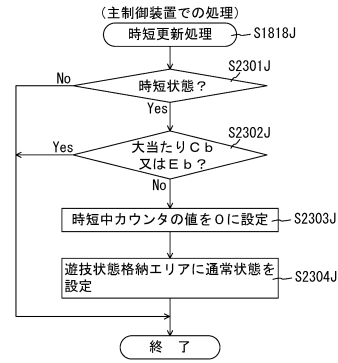 (主制御装置での処理)
時短更新処理
S1818J
S2301J
No
時短状態?
Yes
S2302J
Yes
大当たりCb
又はEb?
No
時短中カウンタの値を0に設定
S2303J
遊技状態格納エリアに通常状態を
設定
S2304J
終 了